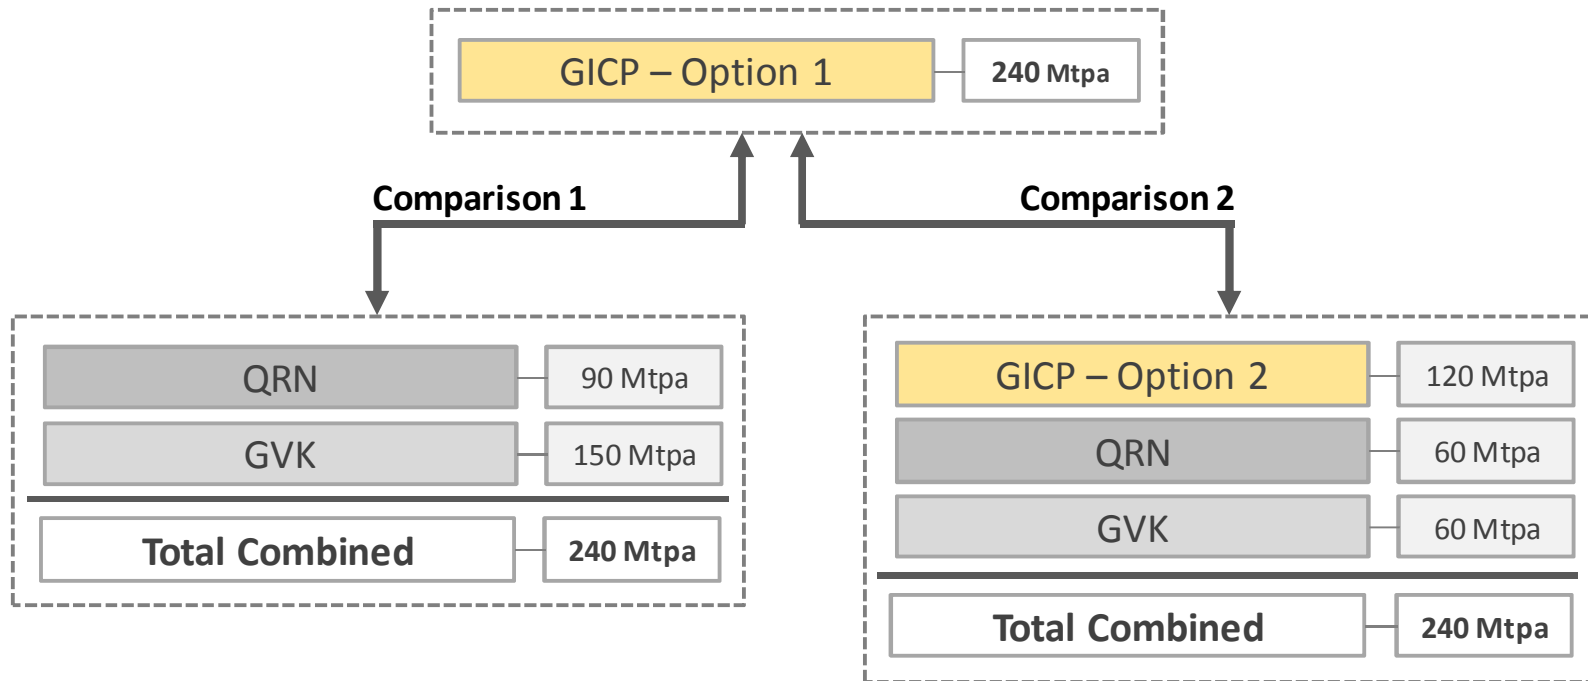 GICP – Option 1
240 Mtpa
Comparison 1
Comparison 2
QRN
90 Mtpa
GVK
150 Mtpa
Total Combined
240 Mtpa
GICP – Option 2
120 Mtpa
QRN
60 Mtpa
GVK
60 Mtpa
Total Combined
240 Mtpa